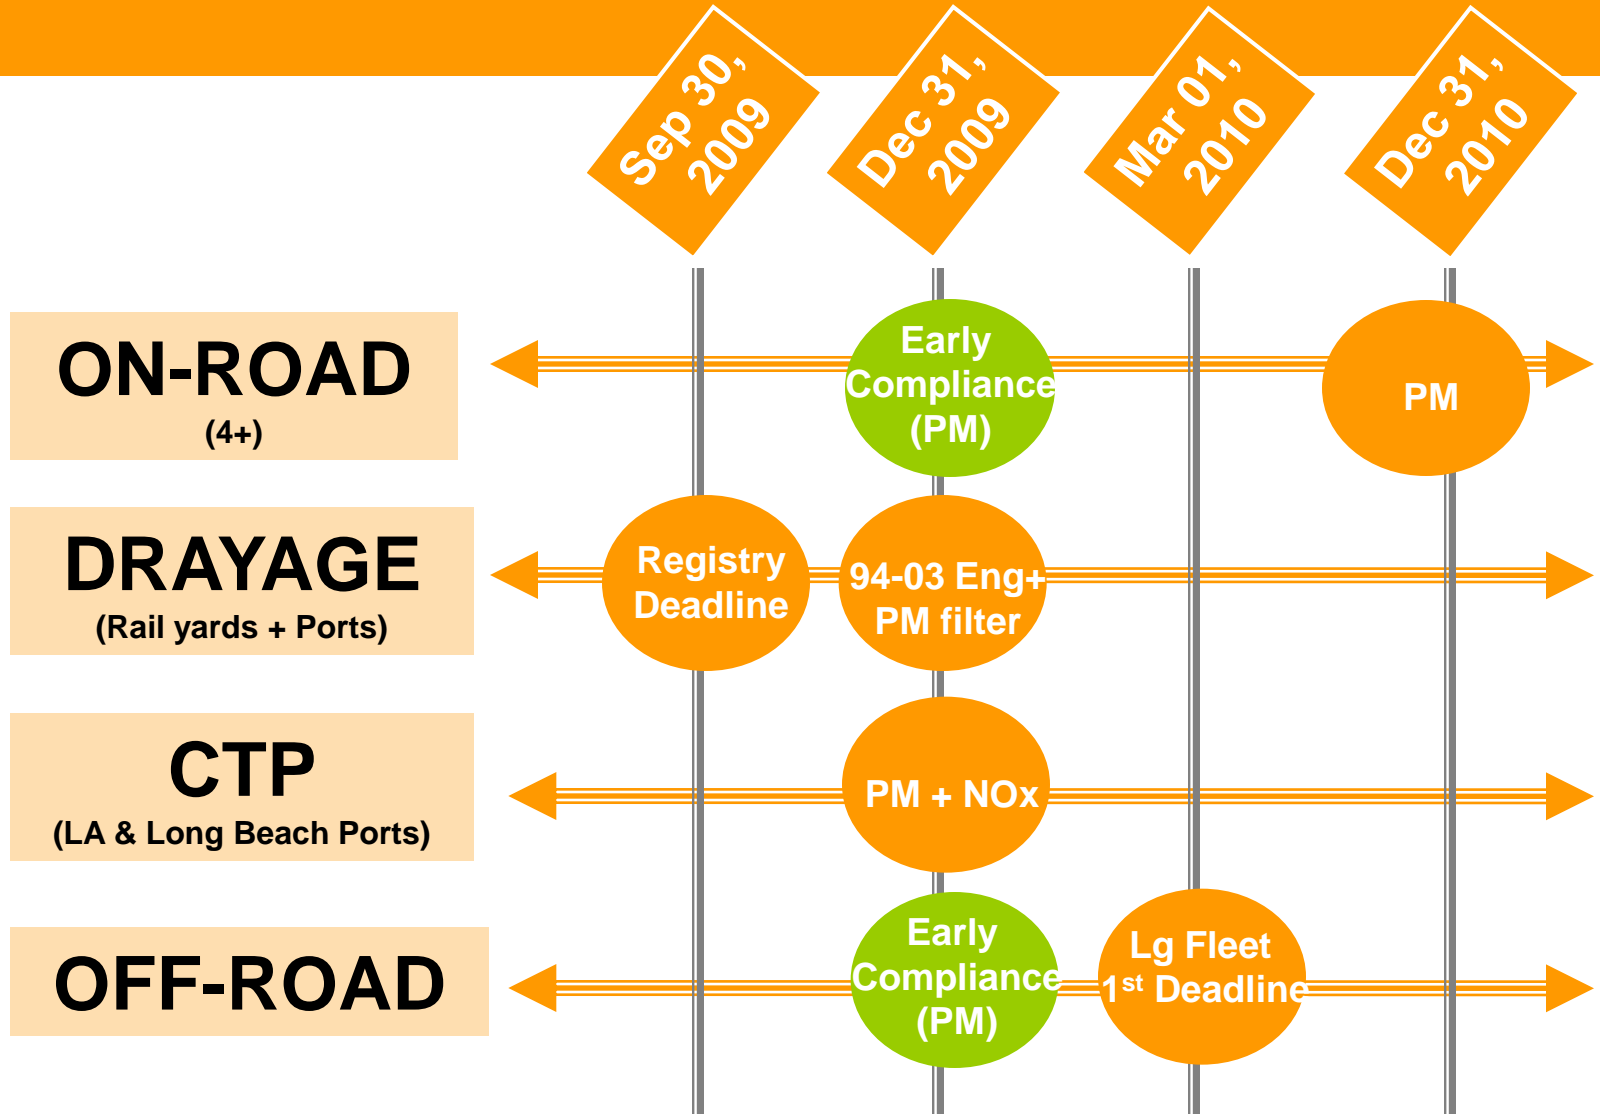 Sep 30,
2009
Dec 31,
2009
Mar 01,
2010
Dec 31,
2010
ON-ROAD
(4+)
Early
Compliance
(PM)
PM
DRAYAGE
(Rail yards + Ports)
Registry
Deadline
94-03 Eng+
PM filter
CTP
(LA & Long Beach Ports)
PM + NOx
OFF-ROAD
Early
Compliance
(PM)
Lg Fleet
1st Deadline